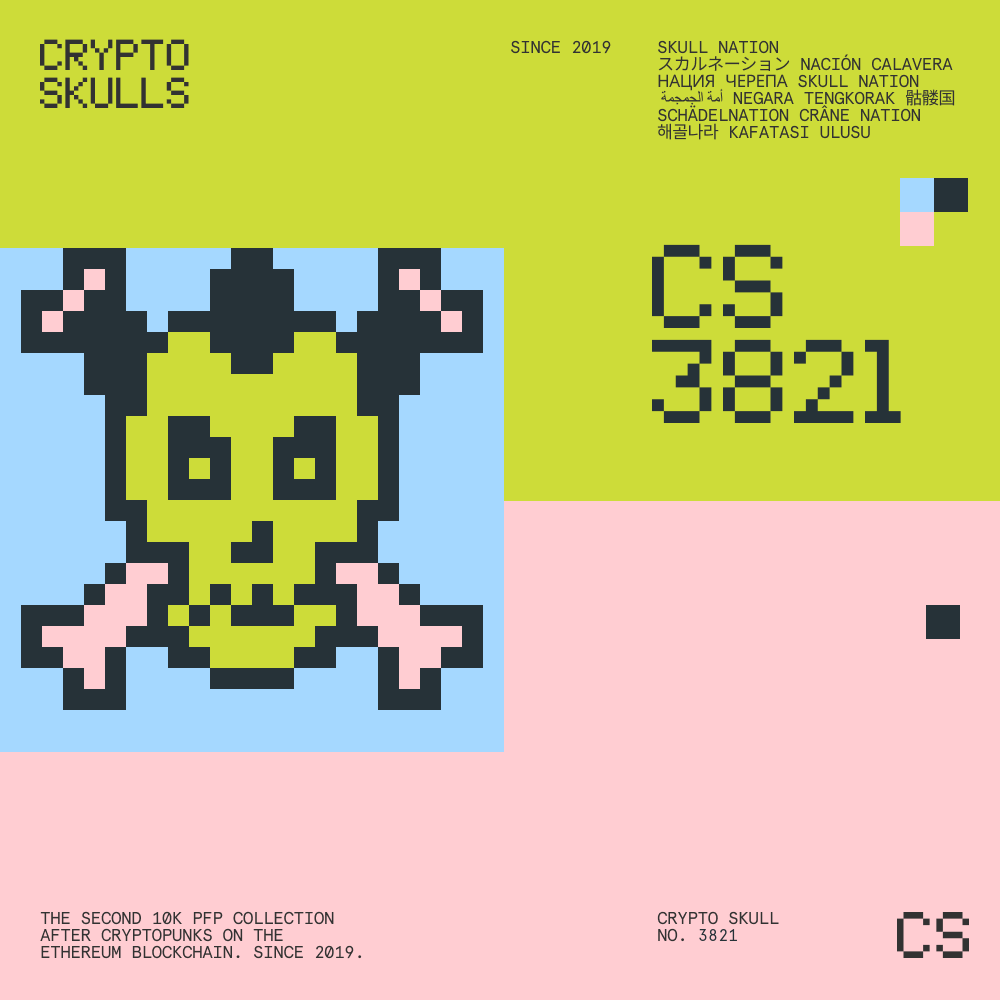 CRYPTO
SKULLS
SINCE 2019
SKULL NATION
スカルネーション NACIÓN CALAVERA
НАЦИЯ ЧЕРЕПА SKULL NATION
أمة الجمجمة NEGARA TENGKORAK 骷髅国
SCHÄDELNATION CRÂNE NATION
해골나라 KAFATASI ULUSU
CS
3821
THE SECOND 10K PFP COLLECTION
AFTER CRYPTOPUNKS ON THE
ETHEREUM BLOCKCHAIN. SINCE 2019.
CRYPTO SKULL
NO. 3821
CS